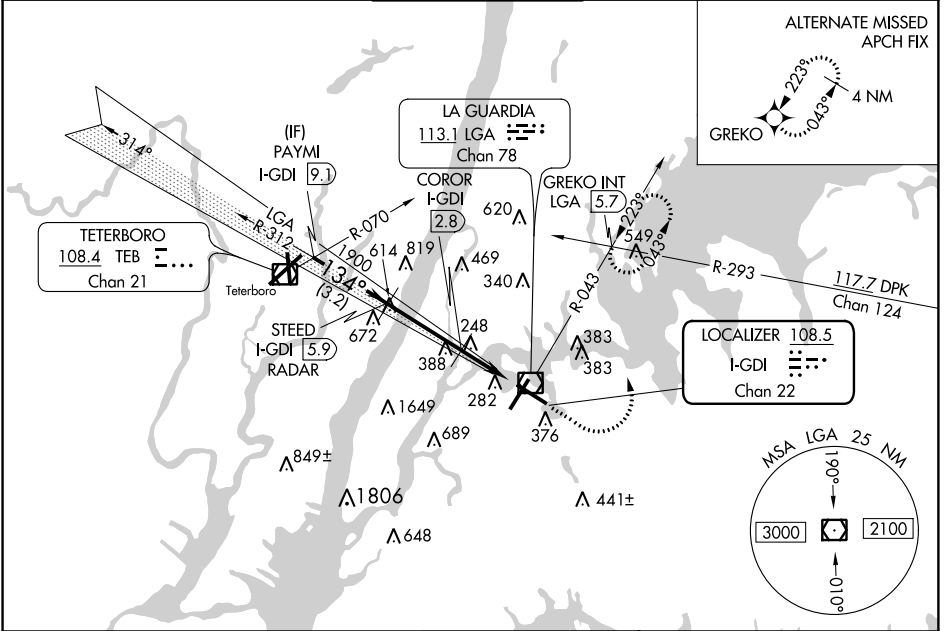 ALTERNATE MISSED
APCH FIX
223°
043°
4 NM
GREKO
314°
(IF)
PAYMI
I-GDI 9.1
LA GUARDIA
113.1 LGA
Chan 78
COROR
I-GDI
2.8
GREKO INT
LGA 5.7
620
223°
043°
549
LGA
R-312
R-070
TETERBORO
108.4 TEB
Chan 21
Teterboro
1900
134°
(3.2)
614
819
469
340
R-043
R-293
117.7 DPK
Chan 124
STEED
I-GDI 5.9
RADAR
672
248
388
383
383
LOCALIZER 108.5
I-GDI
Chan 22
282
376
1649
689
849±
1806
441±
648
MSA LGA 25 NM
190°
3000
2100
010°